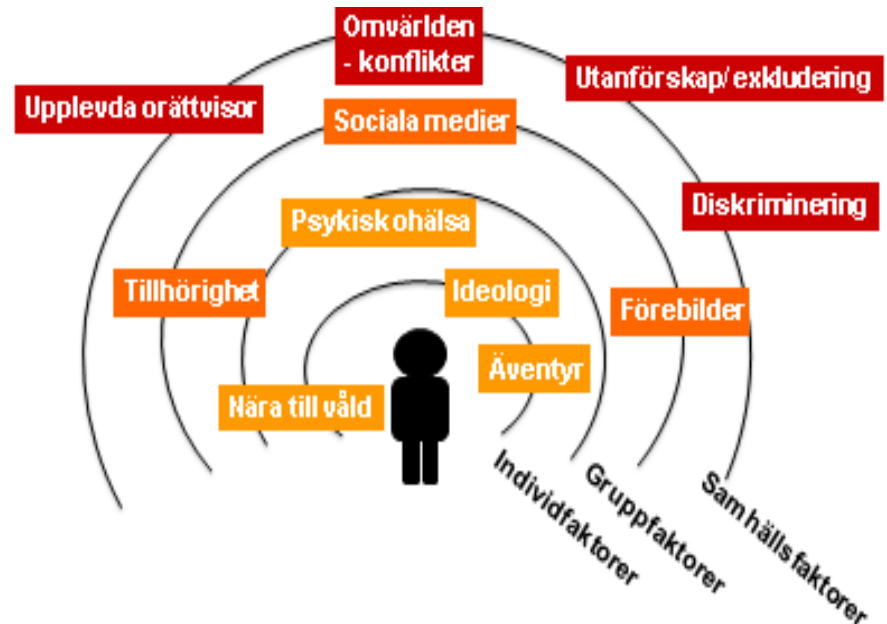 Omvärlden
- konflikter
Utanförskap/exkludering
Upplevda orättvisor
Sociala medier
Diskriminering
Psykisk ohälsa
Tillhörighet
Ideologi
Förebilder
Äventyr
Nära till våld
Individfaktorer
Gruppfaktorer
Samhällsfaktorer